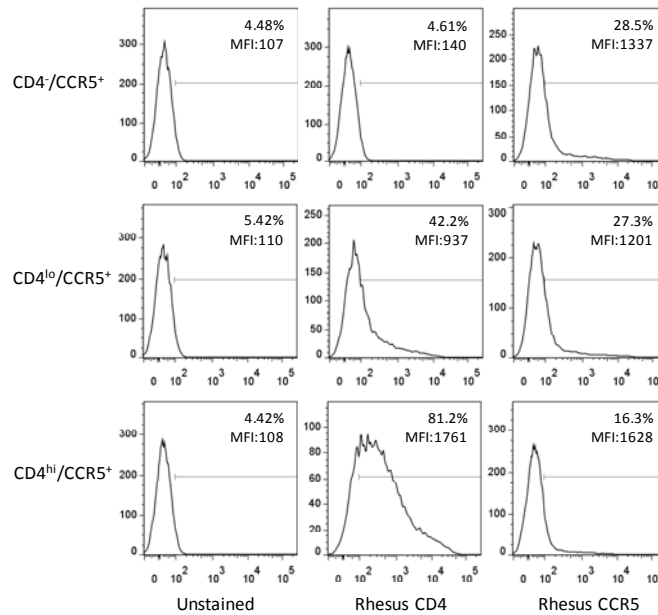 4.48%
MFI:107
4.61%
MFI:140
28.5%
MFI:1337
CD4⁻/CCR5⁺
300
200
100
0
300
200
100
0
250
200
150
100
50
0
0 10² 10³ 10⁴ 10⁵
0 10² 10³ 10⁴ 10⁵
0 10² 10³ 10⁴ 10⁵
5.42%
MFI:110
42.2%
MFI:937
27.3%
MFI:1201
CD4ˡᵒ/CCR5⁺
300
200
100
0
250
200
150
100
50
0
300
200
100
0
0 10² 10³ 10⁴ 10⁵
0 10² 10³ 10⁴ 10⁵
0 10² 10³ 10⁴ 10⁵
4.42%
MFI:108
81.2%
MFI:1761
16.3%
MFI:1628
CD4ʰⁱ/CCR5⁺
300
200
100
0
100
80
60
40
20
0
300
200
100
0
0 10² 10³ 10⁴ 10⁵
0 10² 10³ 10⁴ 10⁵
0 10² 10³ 10⁴ 10⁵
Unstained
Rhesus CD4
Rhesus CCR5